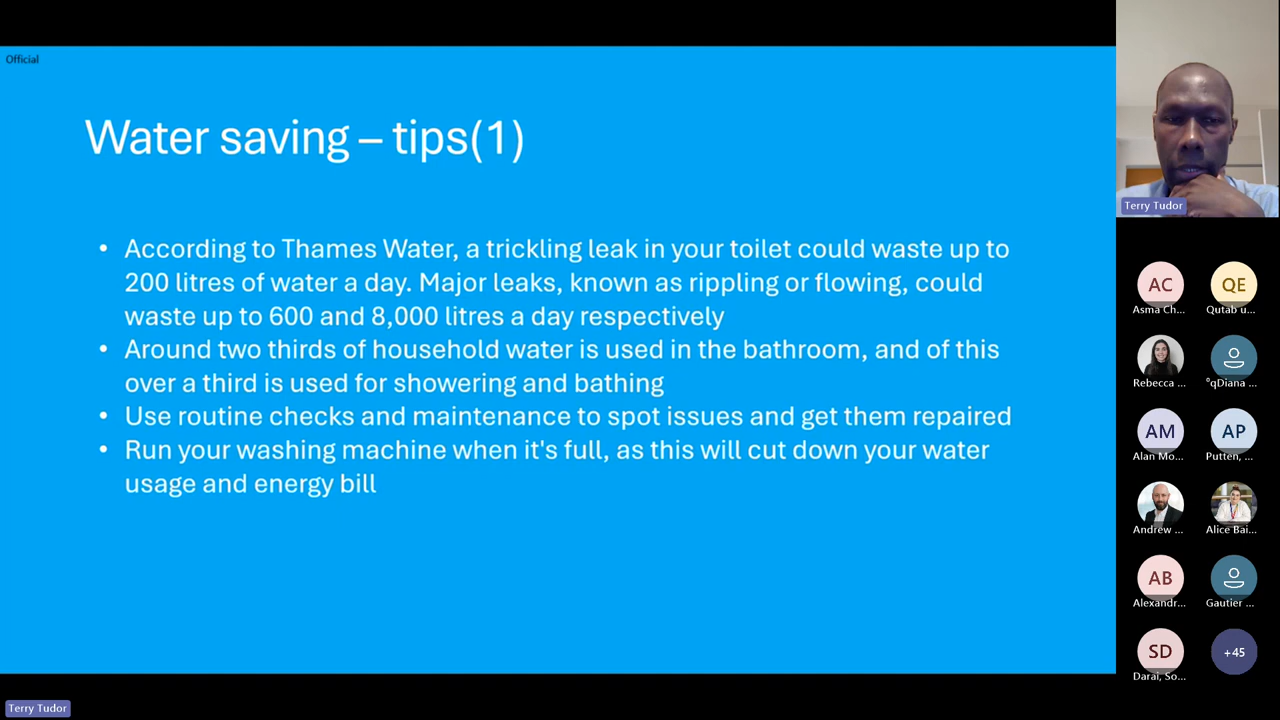 Official
Water saving – tips(1)
• According to Thames Water, a trickling leak in your toilet could waste up to
200 litres of water a day. Major leaks, known as rippling or flowing, could
waste up to 600 and 8,000 litres a day respectively
• Around two thirds of household water is used in the bathroom, and of this
over a third is used for showering and bathing
• Use routine checks and maintenance to spot issues and get them repaired
• Run your washing machine when it's full, as this will cut down your water
usage and energy bill
Terry Tudor
Terry Tudor
AC
QE
Asma Ch...
Qutab u...
Rebecca ...
°qDiana ...
AM
AP
Alan Mo...
Putten, ...
Andrew ...
Alice Bai...
AB
Alexandr...
Gautier ...
SD
+45
Darai, So...